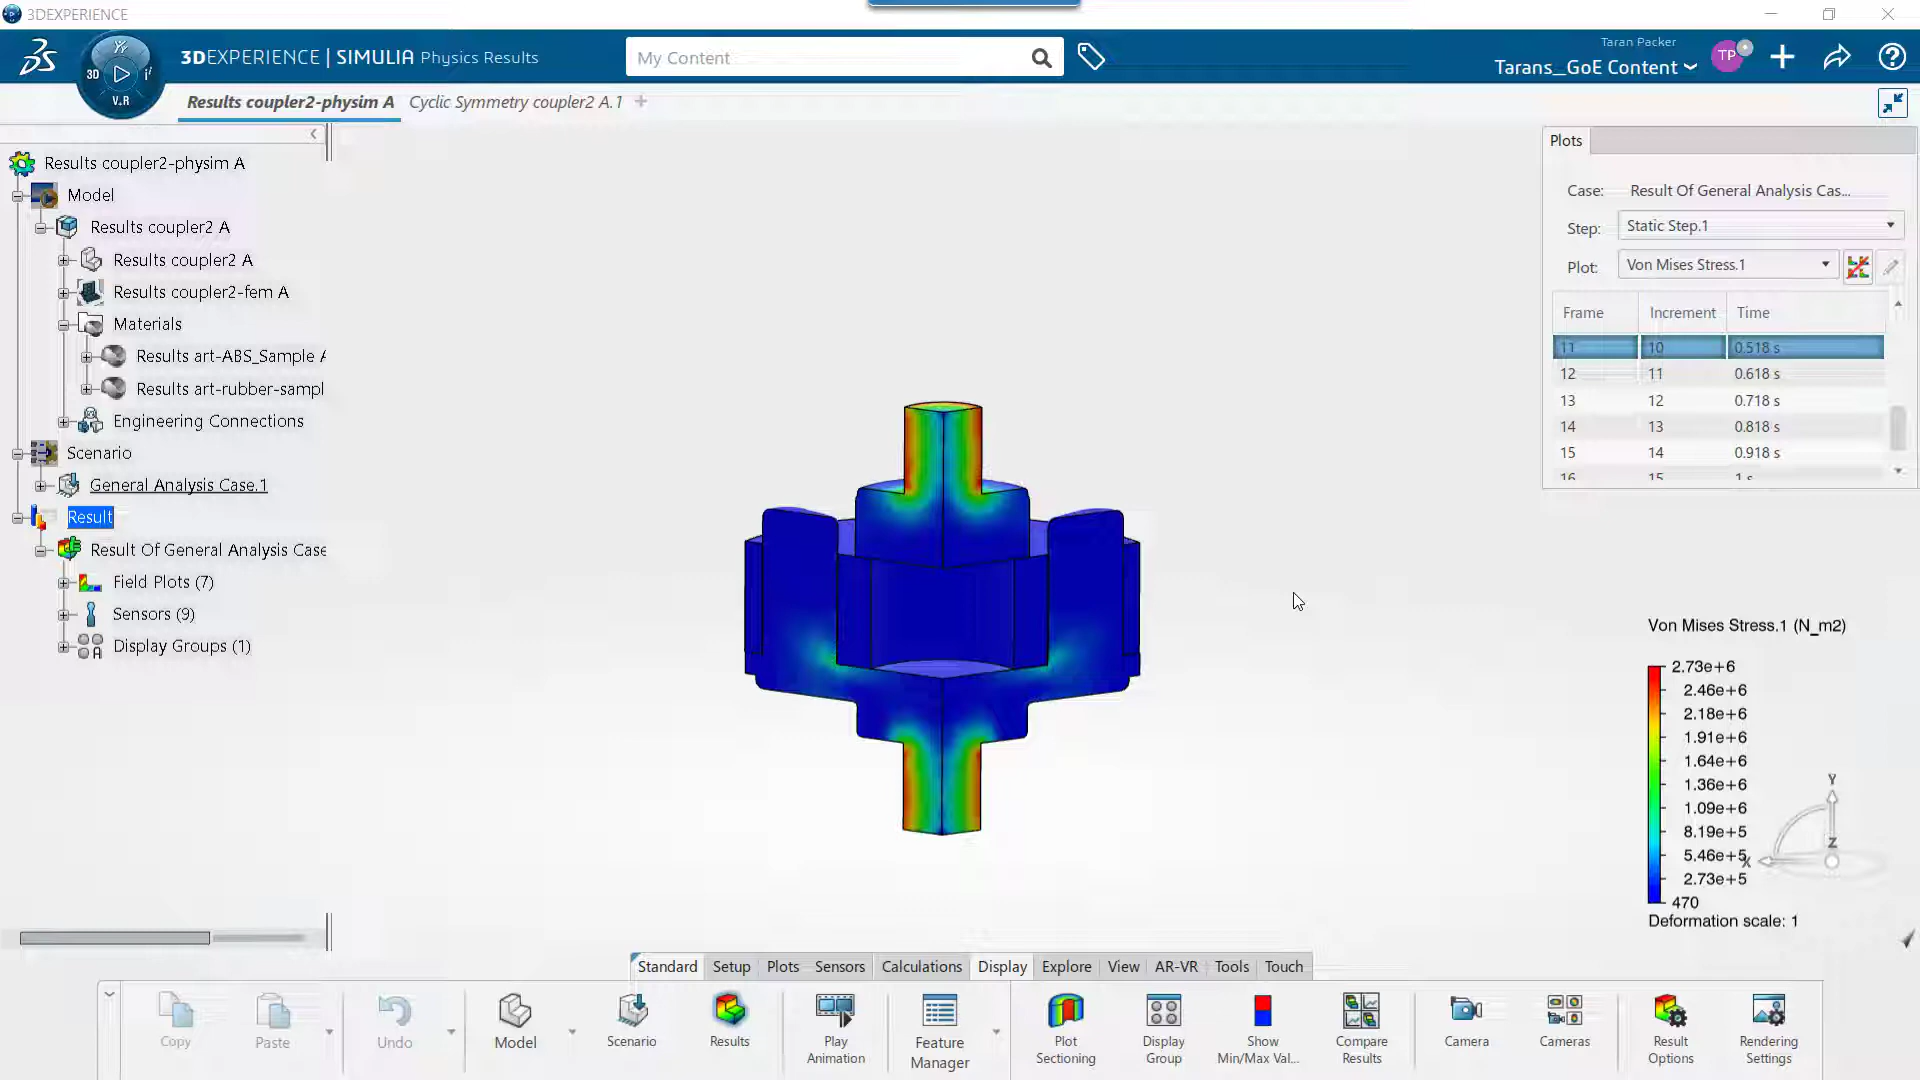 3DEXPERIENCE
3DEXPERIENCE | SIMULIA Physics Results
My Content
Taran Packer
Tarans_GoE Content
TP
3D
V.R
Results coupler2-physim A
Cyclic Symmetry coupler2 A.1
Results coupler2-physim A
Model
Results coupler2 A
Results coupler2 A
Results coupler2-fem A
Materials
Results art-ABS_Sample A
Results art-rubber-sampl
Engineering Connections
Scenario
General Analysis Case.1
Result
Result Of General Analysis Case
Field Plots (7)
Sensors (9)
Display Groups (1)
Plots
Case: Result Of General Analysis Cas...
Step: Static Step.1
Plot: Von Mises Stress.1
Frame Increment Time
11 10 0.518 s
12 11 0.618 s
13 12 0.718 s
14 13 0.818 s
15 14 0.918 s
16 15 1 s
Von Mises Stress.1 (N_m2)
2.73e+6
2.46e+6
2.18e+6
1.91e+6
1.64e+6
1.36e+6
1.09e+6
8.19e+5
5.46e+5
2.73e+5
470
Deformation scale: 1
Y
Z
X
Standard Setup Plots Sensors Calculations Display Explore View AR-VR Tools Touch
Copy
Paste
Undo
Model
Scenario
Results
Play
Animation
Feature
Manager
Plot
Sectioning
Display
Group
Show
Min/Max Val...
Compare
Results
Camera
Cameras
Result
Options
Rendering
Settings